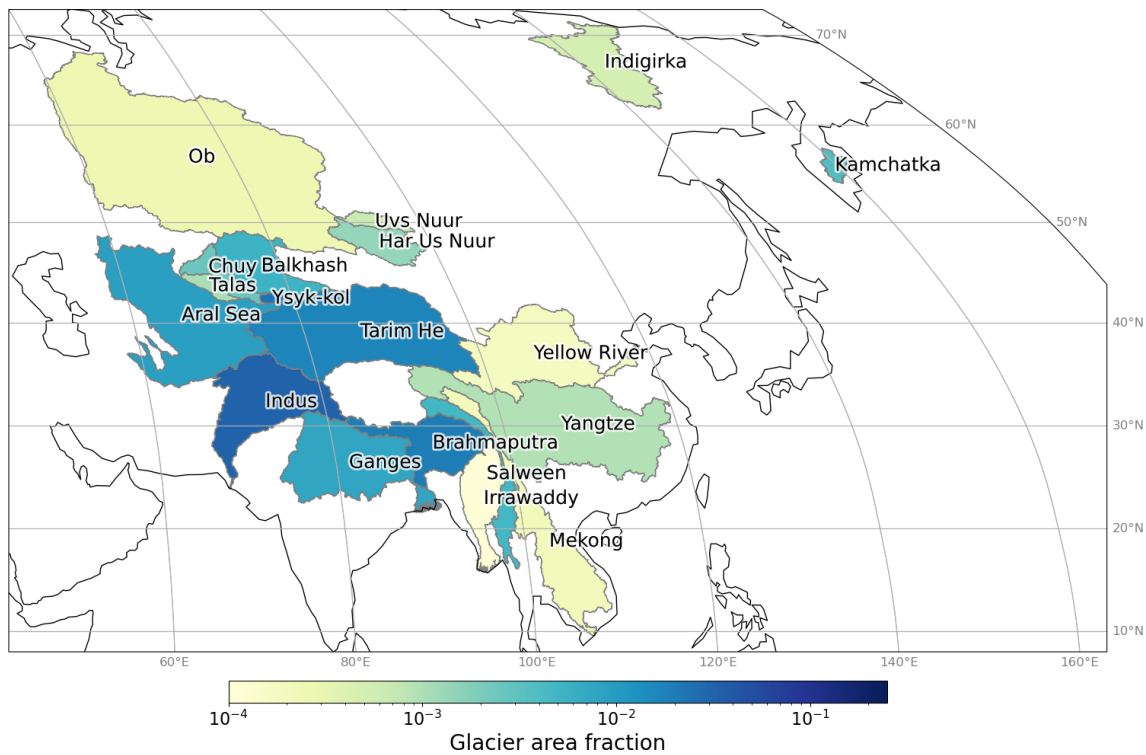 70°N
Indigirka
60°N
Ob
Kamchatka
50°N
Uvs Nuur
Har Us Nuur
Chuy
Balkhash
Talas
Ysyk-kol
Aral Sea
40°N
Tarim He
Yellow River
Indus
30°N
Yangtze
Brahmaputra
Ganges
Salween
Irrawaddy
20°N
Mekong
10°N
60°E 80°E 100°E 120°E 140°E 160°E
10⁻⁴ 10⁻³ 10⁻² 10⁻¹
Glacier area fraction